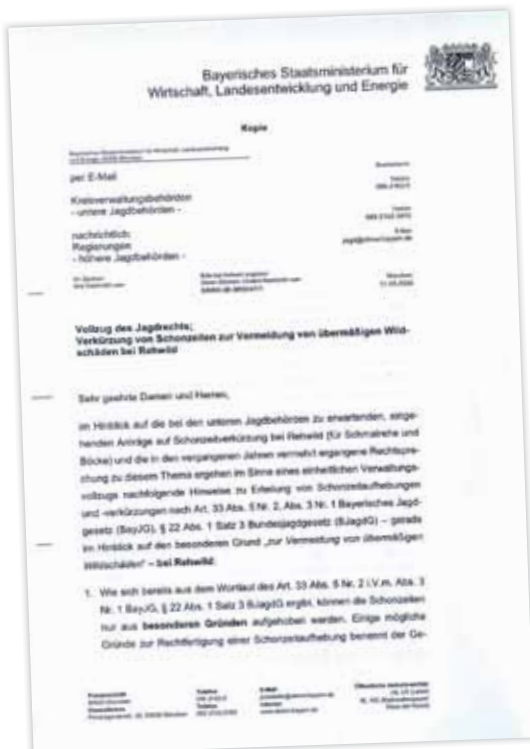 Bayerisches Staatsministerium für
Wirtschaft, Landesentwicklung und Energie
Kopie
per E-Mail
Kreisverwaltungsbehörden
- untere Jagdbehörden -
nachrichtlich:
Regierungen
- höhere Jagdbehörden -
München
Vollzug des Jagdrechts;
Verkürzung von Schonzeiten zur Vermeidung von übermäßigen Wild-
schäden bei Rehwild
Sehr geehrte Damen und Herren,
im Hinblick auf die bei den unteren Jagdbehörden zu erwartenden, einge-
henden Anträge auf Schonzeitverkürzung bei Rehwild (für Schmalrehe und
Böcke) und die in den vergangenen Jahren vermehrt ergangene Rechtspre-
chung zu diesem Thema ergehen im Sinne eines einheitlichen Verwaltungs-
vollzugs nachfolgende Hinweise zu Erteilung von Schonzeitaufhebungen
und -verkürzungen nach Art. 33 Abs. 5 Nr. 2, Abs. 3 Nr. 1 Bayerisches Jagd-
gesetz (BayJG), § 22 Abs. 1 Satz 3 Bundesjagdgesetz (BJagdG) – gerade
im Hinblick auf den besonderen Grund „zur Vermeidung von übermäßigen
Wildschäden“ – bei Rehwild:
1. Wie sich bereits aus dem Wortlaut des Art. 33 Abs. 5 Nr. 2 i.V.m. Abs. 3
Nr. 1 BayJG, § 22 Abs. 1 Satz 3 BJagdG ergibt, können die Schonzeiten
nur aus besonderen Gründen aufgehoben werden. Einige mögliche
Gründe zur Rechtfertigung einer Schonzeitaufhebung benennt der Ge-